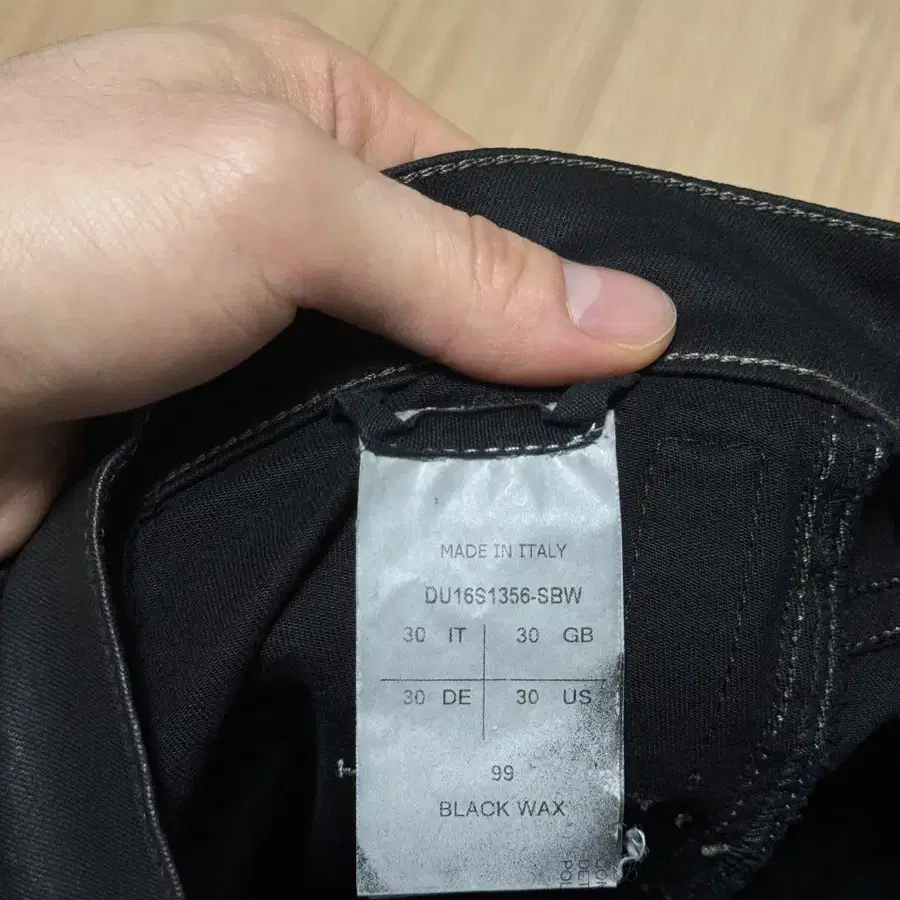 MADE IN ITALY
DU16S1356-SBW
30 IT 30 GB
30 DE 30 US
99
BLACK WAX